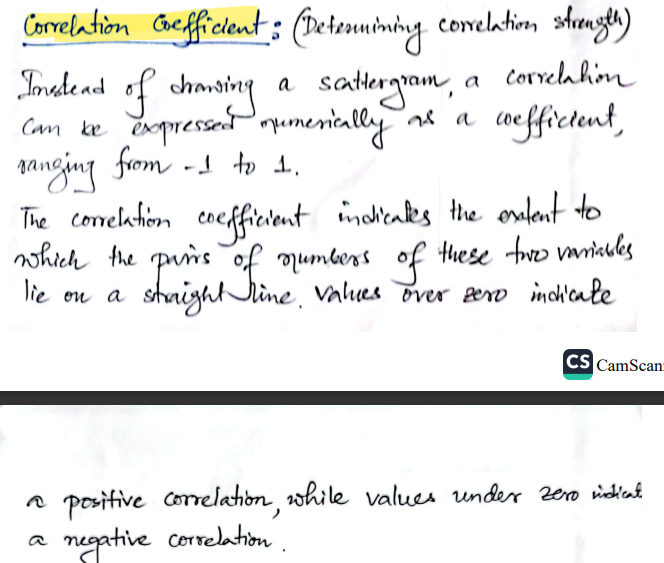 Correlation Coefficient: (Determining correlation strength)
Instead of drawing a scattergram, a correlation
can be expressed numerically as a coefficient,
ranging from -1 to 1.
The correlation coefficient indicates the extent to
which the pairs of numbers of these two variables
lie on a straight line. Values over zero indicate
CS CamScan
a positive correlation, while values under zero indicat
a negative correlation.